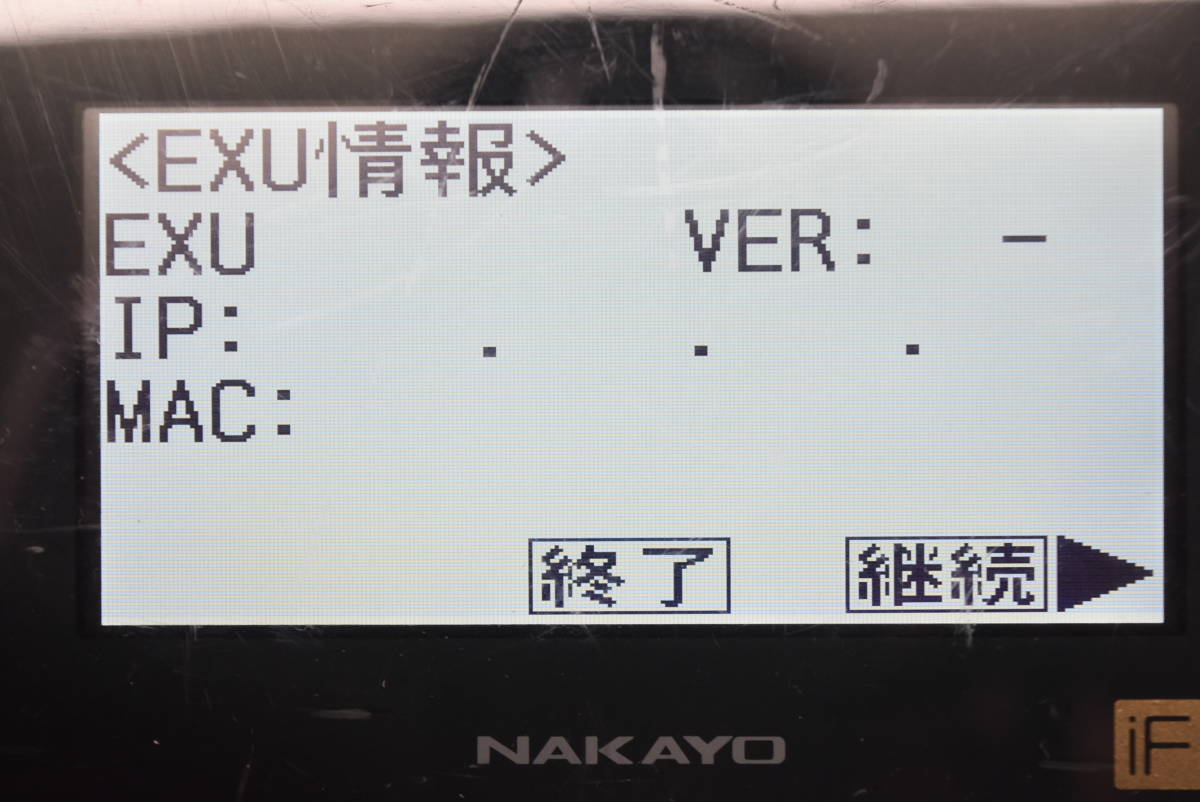 <EXU情報>
EXU VER: –
IP: . . .
MAC:
終了 継続
NAKAYO
iF